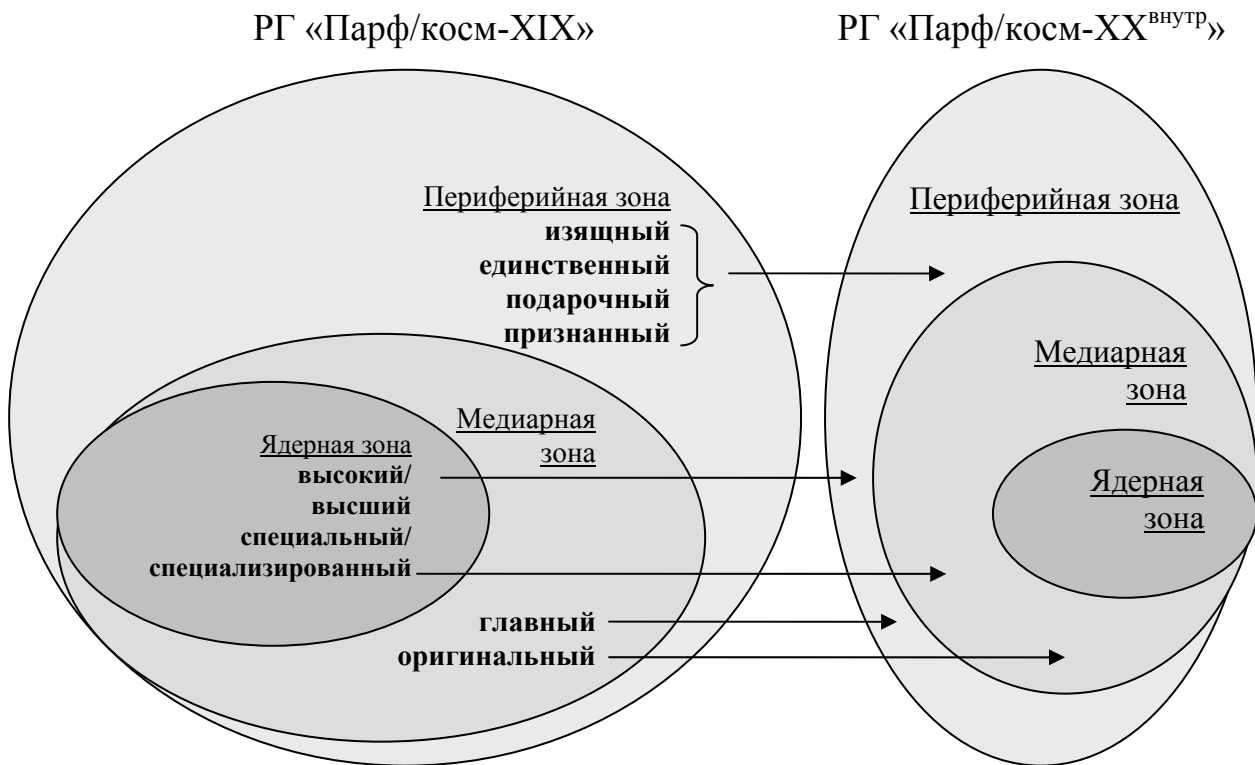 РГ «Парф/косм-XIX»
РГ «Парф/косм-XX^внутр»
Периферийная зона
изящный
единственный
подарочный
признанный
Медиарная
зона
Ядерная зона
высокий/
высший
специальный/
специализированный
главный
оригинальный
Периферийная зона
Медиарная
зона
Ядерная
зона